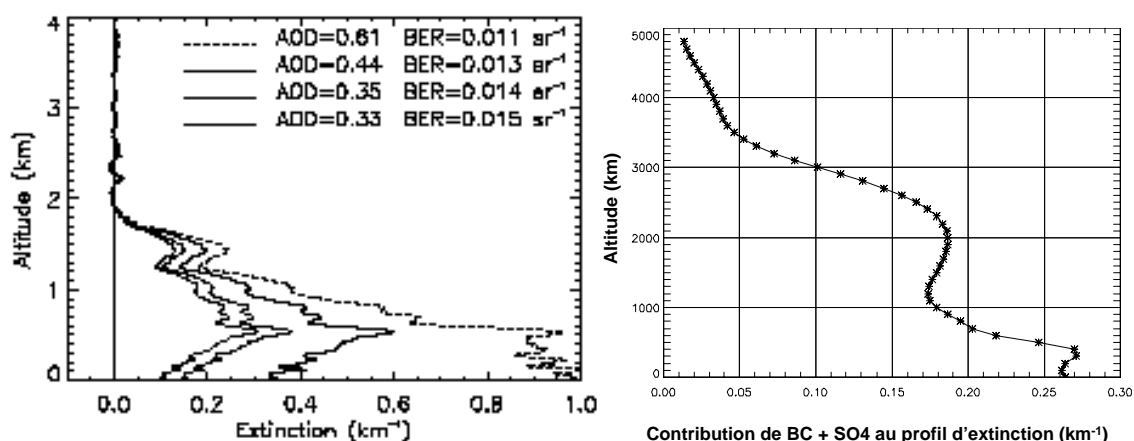 4
3
2
1
0
Altitude (km)
AOD=0.61 BER=0.011 sr⁻¹
AOD=0.44 BER=0.013 sr⁻¹
AOD=0.35 BER=0.014 sr⁻¹
AOD=0.33 BER=0.015 sr⁻¹
0.0 0.2 0.4 0.6 0.8 1.0
Extinction (km⁻¹)
5000
4000
3000
2000
1000
0
Altitude (km)
0.00 0.05 0.10 0.15 0.20 0.25 0.30
Contribution de BC + SO4 au profil d'extinction (km⁻¹)